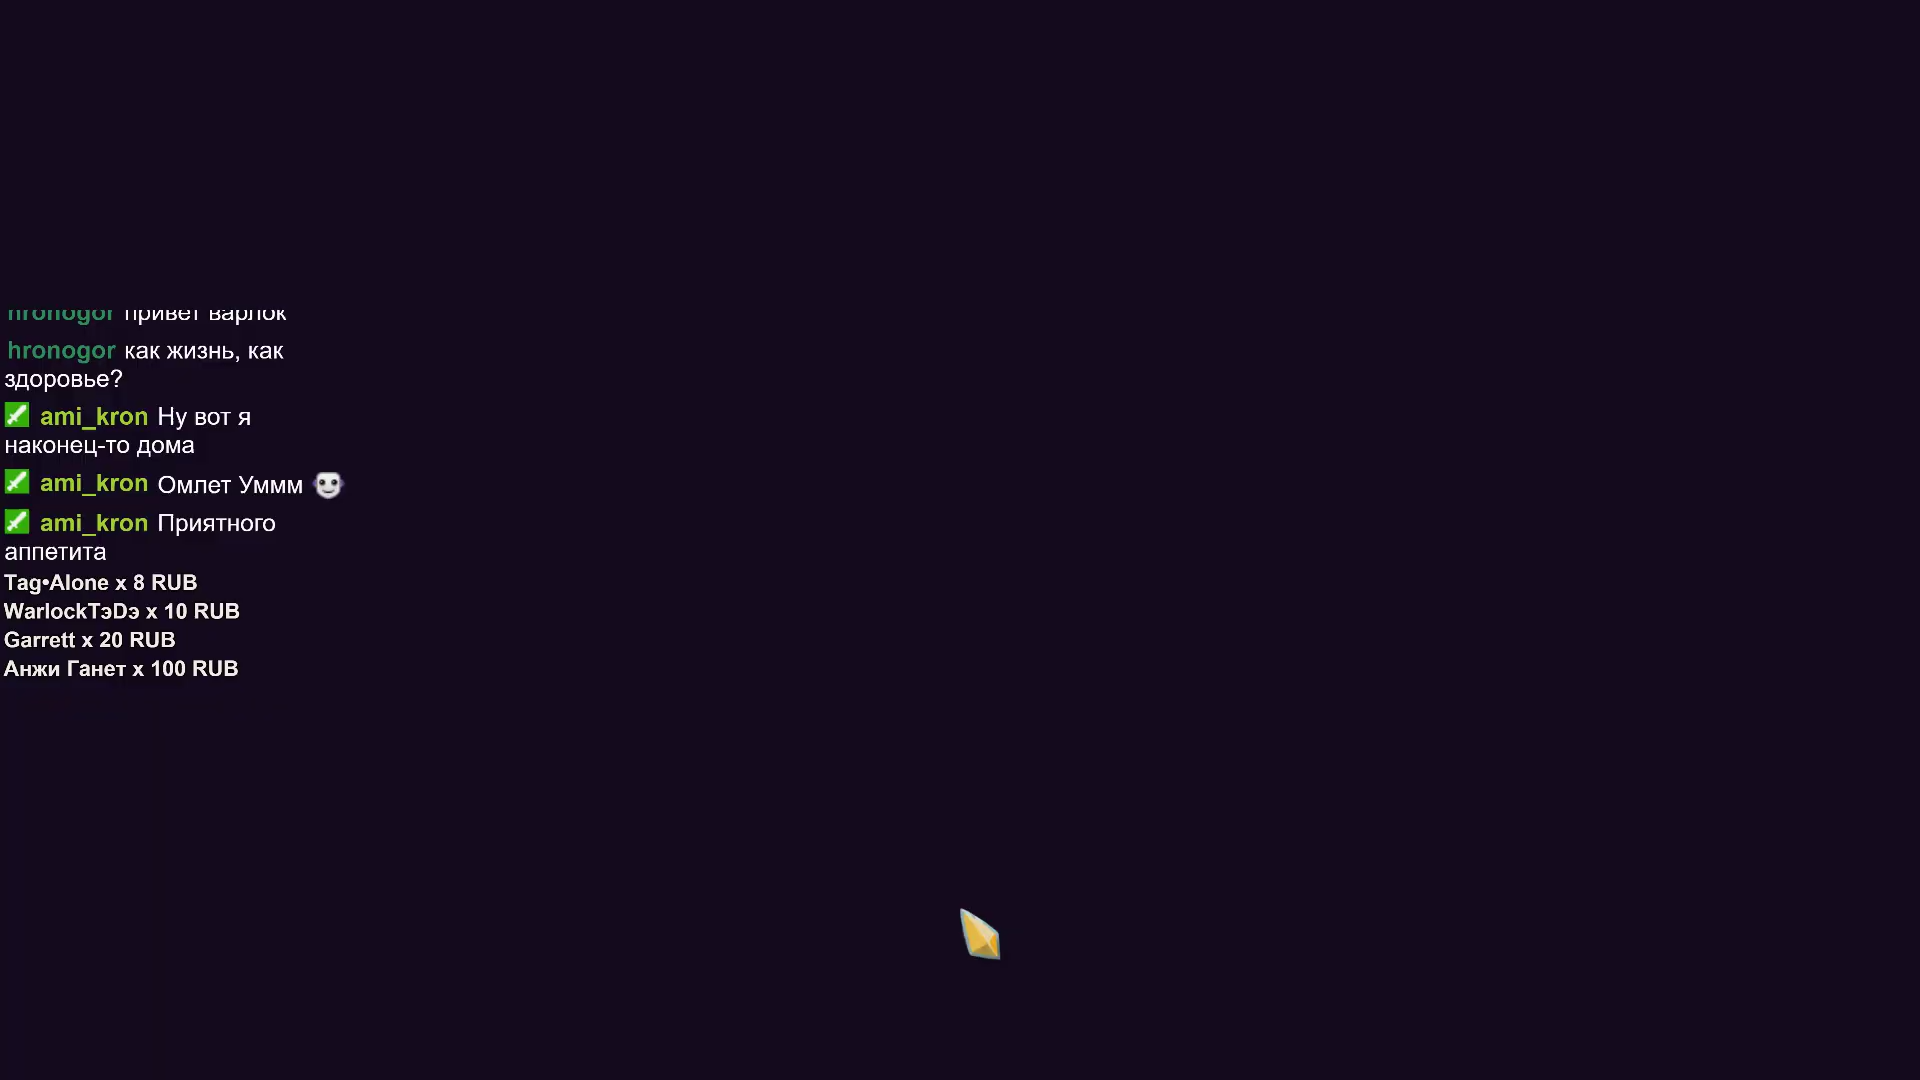 hronogor привет варлок
hronogor как жизнь, как
здоровье?
ami_kron Ну вот я
наконец-то дома
ami_kron Омлет Уммм
ami_kron Приятного
аппетита
Tag•Alone x 8 RUB
WarlockTэDэ x 10 RUB
Garrett x 20 RUB
Анжи Ганет x 100 RUB